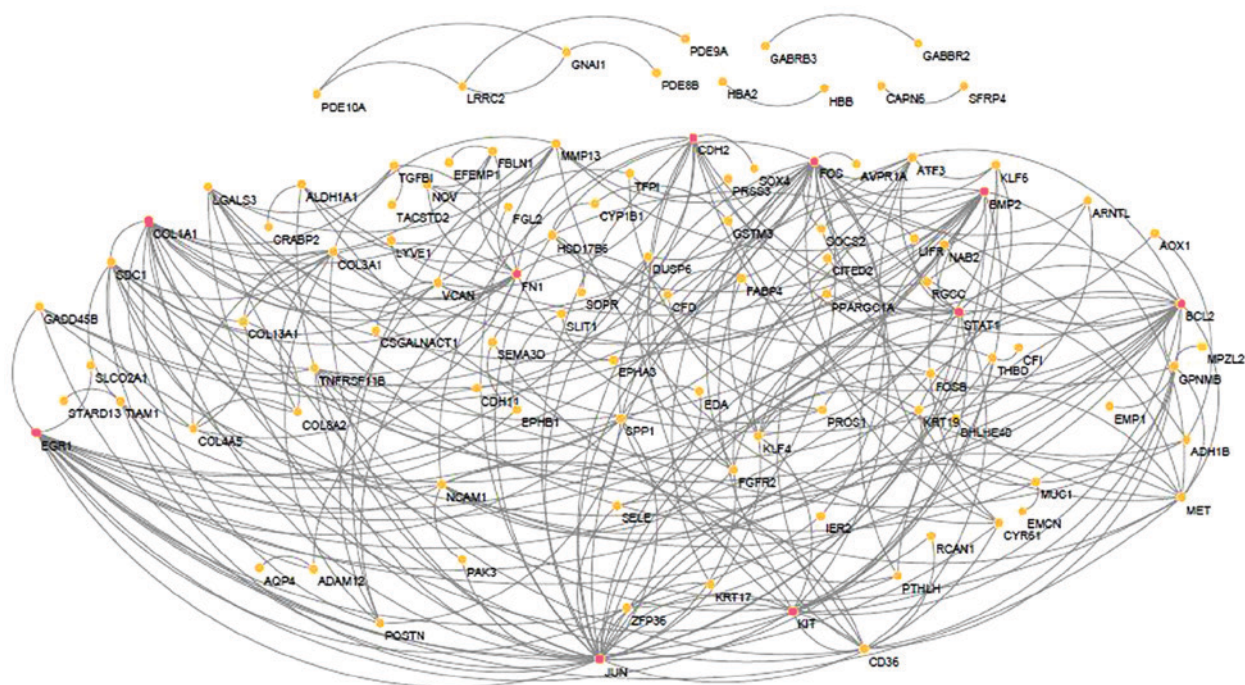 PDE9A
GNAI1
GABRB3
GABBR2
PDE8B
PDE10A
LRRC2
HBA2
HBB
CAPN6
SFRP4
CDH2
MMP13
FBLN1
EFEMP1
TGFBI
NOV
TFPI
PRSS3
SOX4
FOS
AVPR1A
ATF3
KLF6
BMP2
ARNTL
LGALS3
ALDH1A1
TACSTD2
FGL2
CYP1B1
GSTM3
SOCS2
LIFR
NAB2
AOX1
COL1A1
CRABP2
LYVE1
HSD17B6
COL3A1
DUSP6
CITED2
SDC1
FN1
VCAN
SOPR
CFD
FABP4
PPARGC1A
RGCC
STAT1
BCL2
GADD45B
COL13A1
CSGALNACT1
SLIT1
SEMA3D
EPHA3
CFI
THBD
MPZL2
GPNMB
SLCO2A1
TNFRSF11B
FOSB
STARD13
TIAM1
COL8A2
CDH11
EPHB1
EDA
PROS1
KRT19
BHLHE40
EMP1
EGR1
COL4A5
SPP1
KLF4
ADH1B
FGFR2
NCAM1
SELE
IER2
MUC1
EMCN
MET
CYR61
RCAN1
AQP4
ADAM12
PAK3
KRT17
PTHLH
POSTN
ZFP36
KIT
JUN
CD36